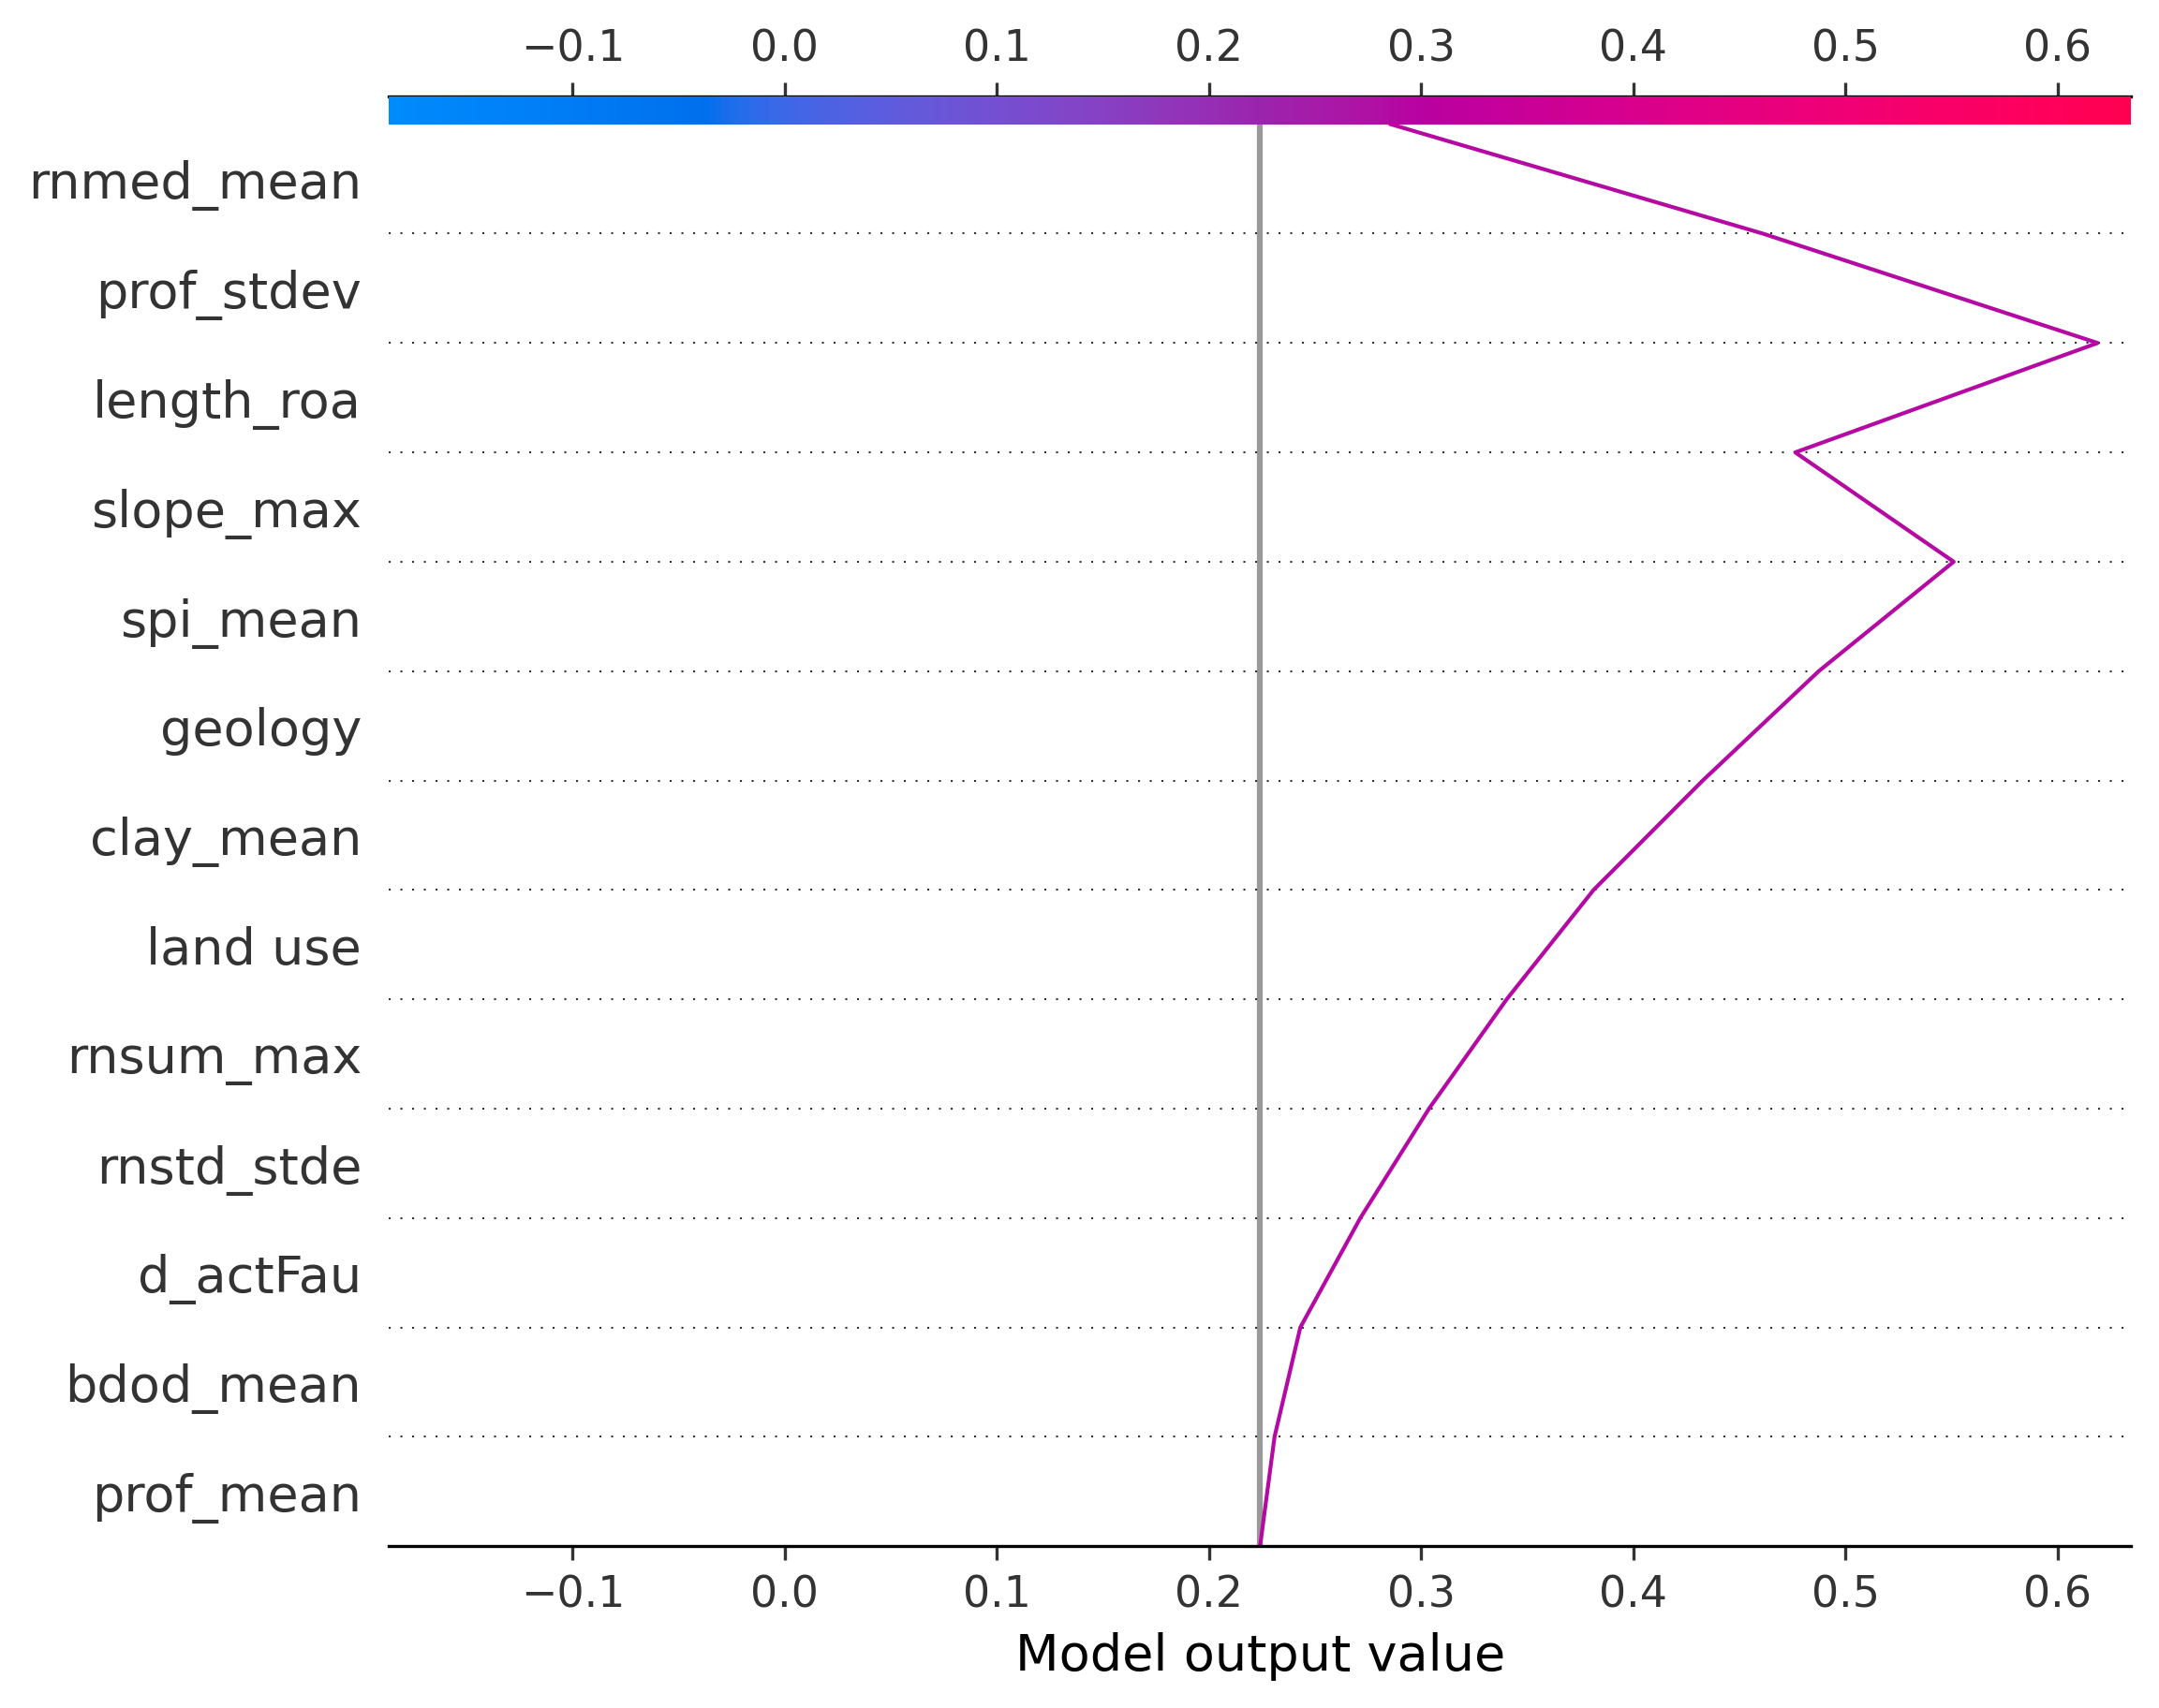 −0.1 0.0 0.1 0.2 0.3 0.4 0.5 0.6
rnmed_mean
prof_stdev
length_roa
slope_max
spi_mean
geology
clay_mean
land use
rnsum_max
rnstd_stde
d_actFau
bdod_mean
prof_mean
−0.1 0.0 0.1 0.2 0.3 0.4 0.5 0.6
Model output value